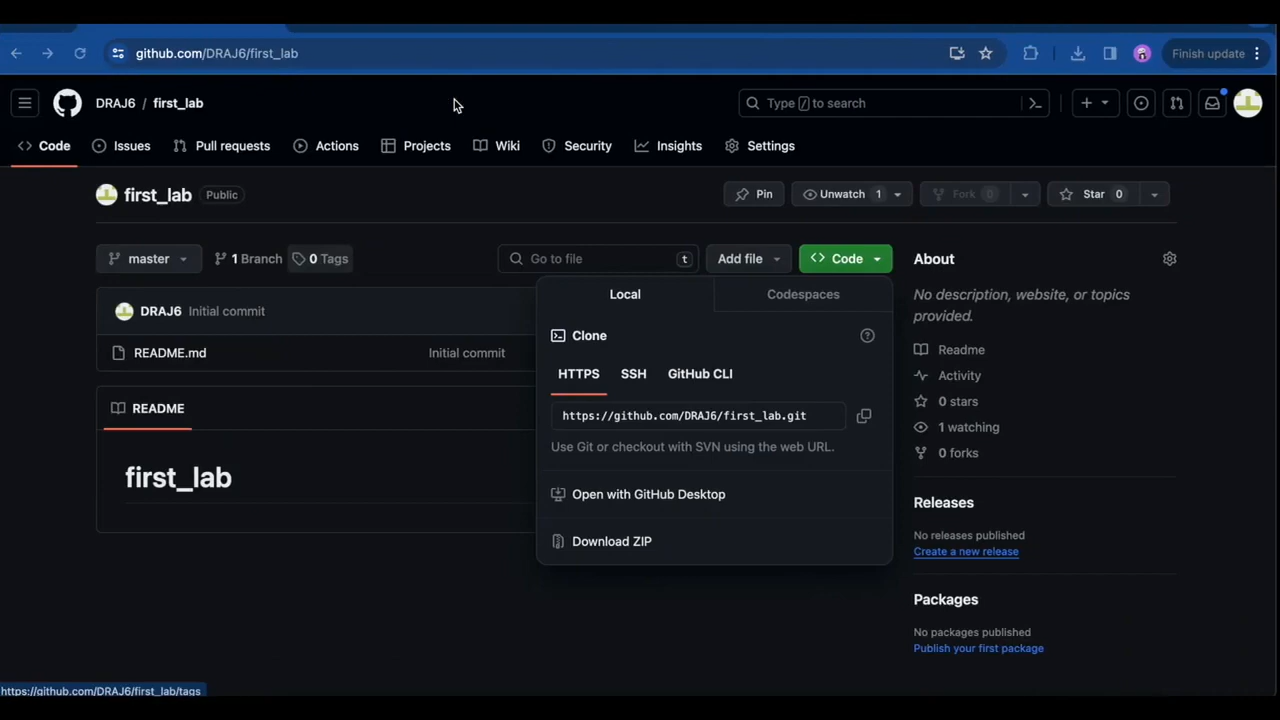 github.com/DRAJ6/first_lab
Finish update
DRAJ6 / first_lab
Type / to search
Code Issues Pull requests Actions Projects Wiki Security Insights Settings
first_lab Public
Pin Unwatch 1 Fork 0 Star 0
master 1 Branch 0 Tags Go to file t Add file Code
About
Local Codespaces
No description, website, or topics
provided.
DRAJ6 Initial commit
Clone
README.md Initial commit
Readme
HTTPS SSH GitHub CLI
Activity
0 stars
README
https://github.com/DRAJ6/first_lab.git
1 watching
Use Git or checkout with SVN using the web URL.
0 forks
first_lab
Open with GitHub Desktop
Releases
No releases published
Create a new release
Download ZIP
Packages
No packages published
Publish your first package
https://github.com/DRAJ6/first_lab/tags